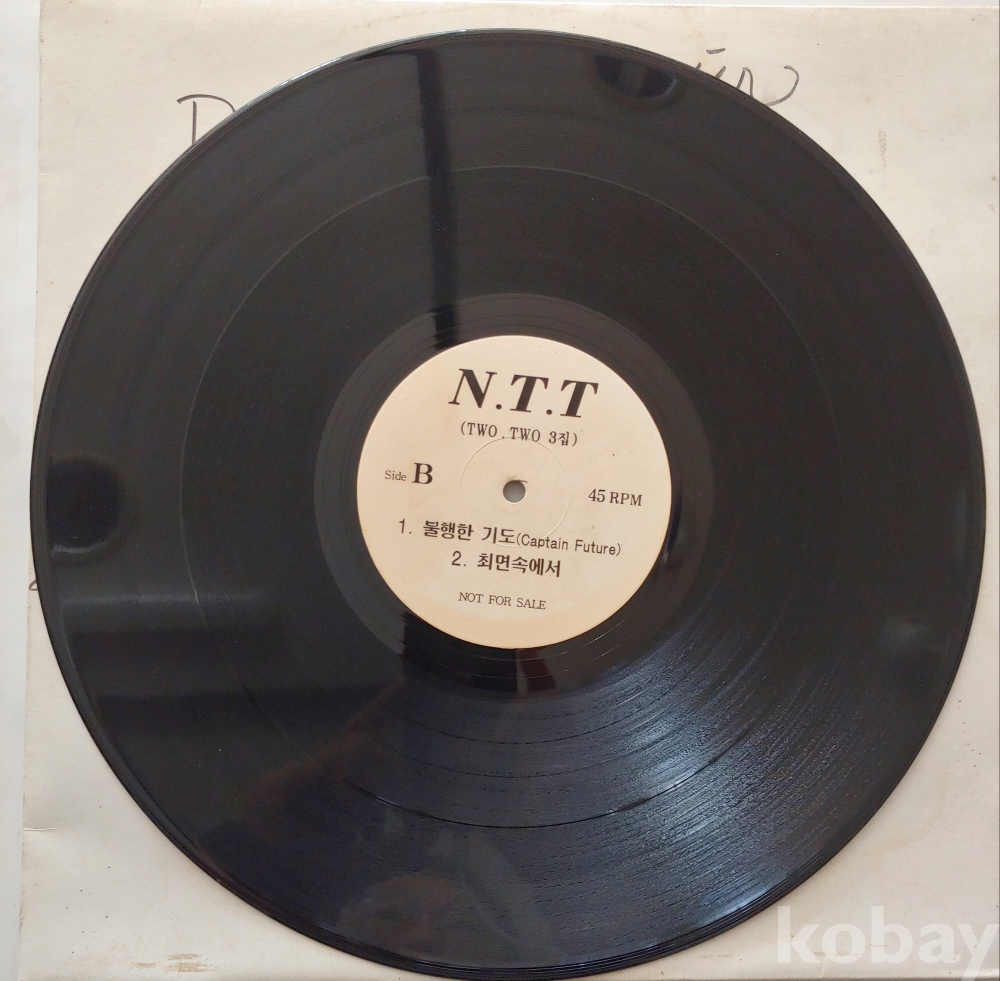 N.T.T
(TWO . TWO 3집)
Side B
45 RPM
1. 불행한 기도(Captain Future)
2. 최면속에서
NOT FOR SALE
kobay